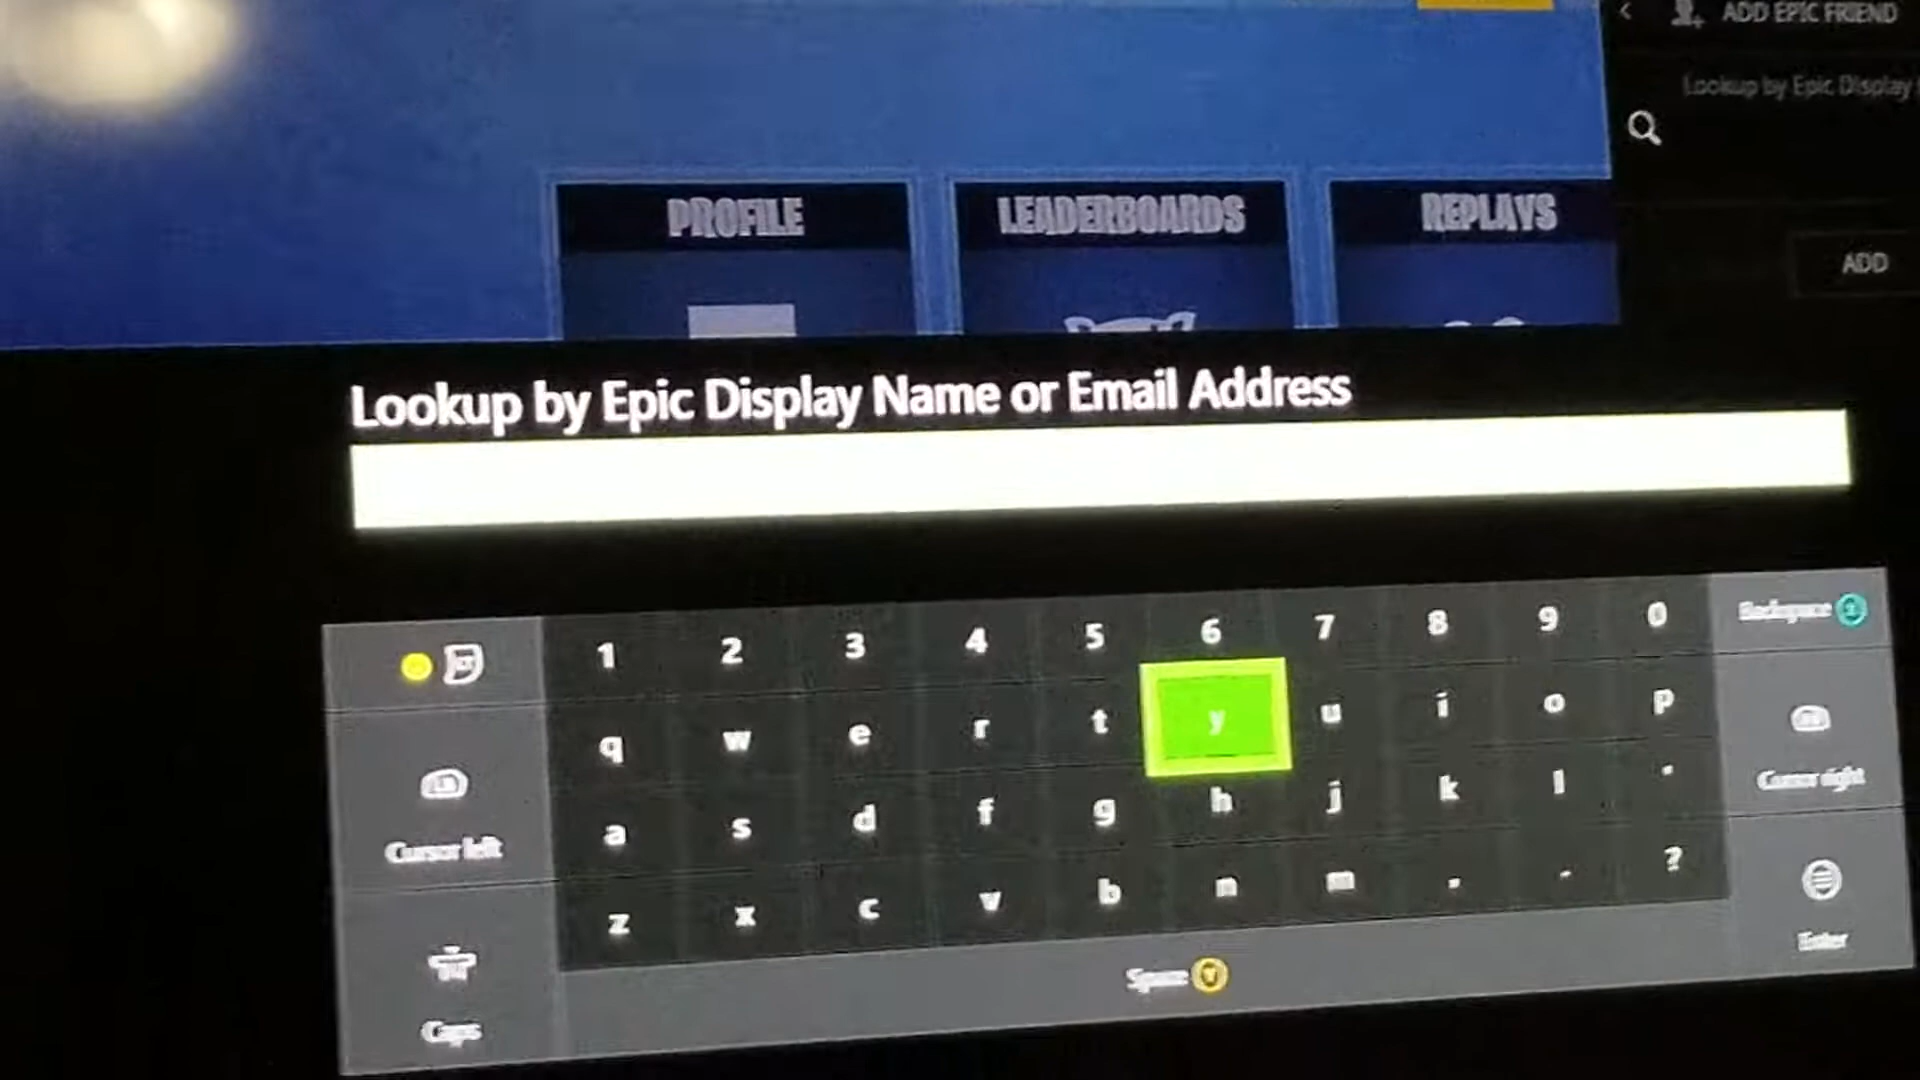 ADD EPIC FRIEND
Lookup by Epic Display
PROFILE LEADERBOARDS REPLAYS
ADD
Lookup by Epic Display Name or Email Address
1 2 3 4 5 6 7 8 9 0 Backspace
q w e r t y u i o p
Cursor left a s d f g h j k l Cursor right
z x c v b n m ?
Enter
Space
Caps